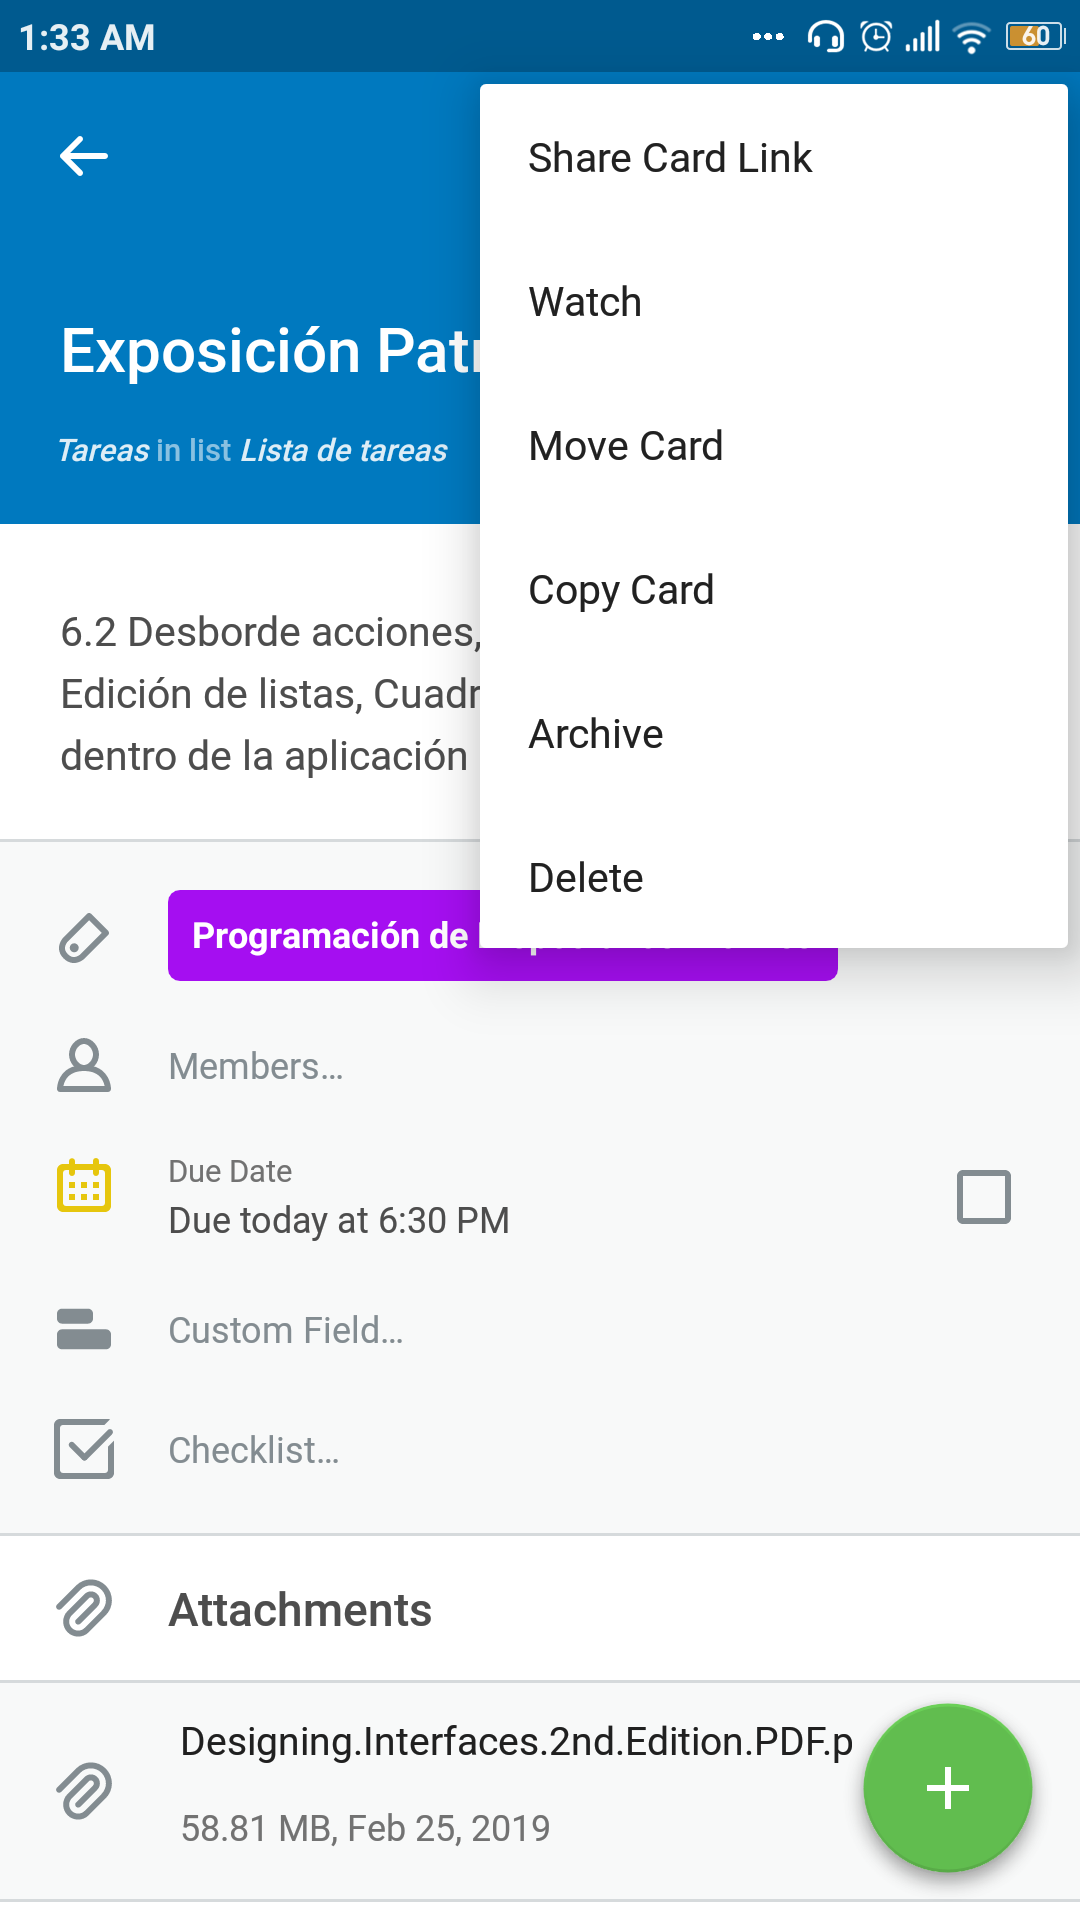 1:33 AM
60
Share Card Link
Watch
Exposición
Tareas in list Lista de tareas
Move Card
Copy Card
6.2 Desborde acciones,
Edición de listas,
dentro de la aplicación
Archive
Delete
Programación de
Members...
Due Date
Due today at 6:30 PM
Custom Field...
Checklist...
Attachments
Designing.Interfaces.2nd.Edition.PDF.p
58.81 MB, Feb 25, 2019